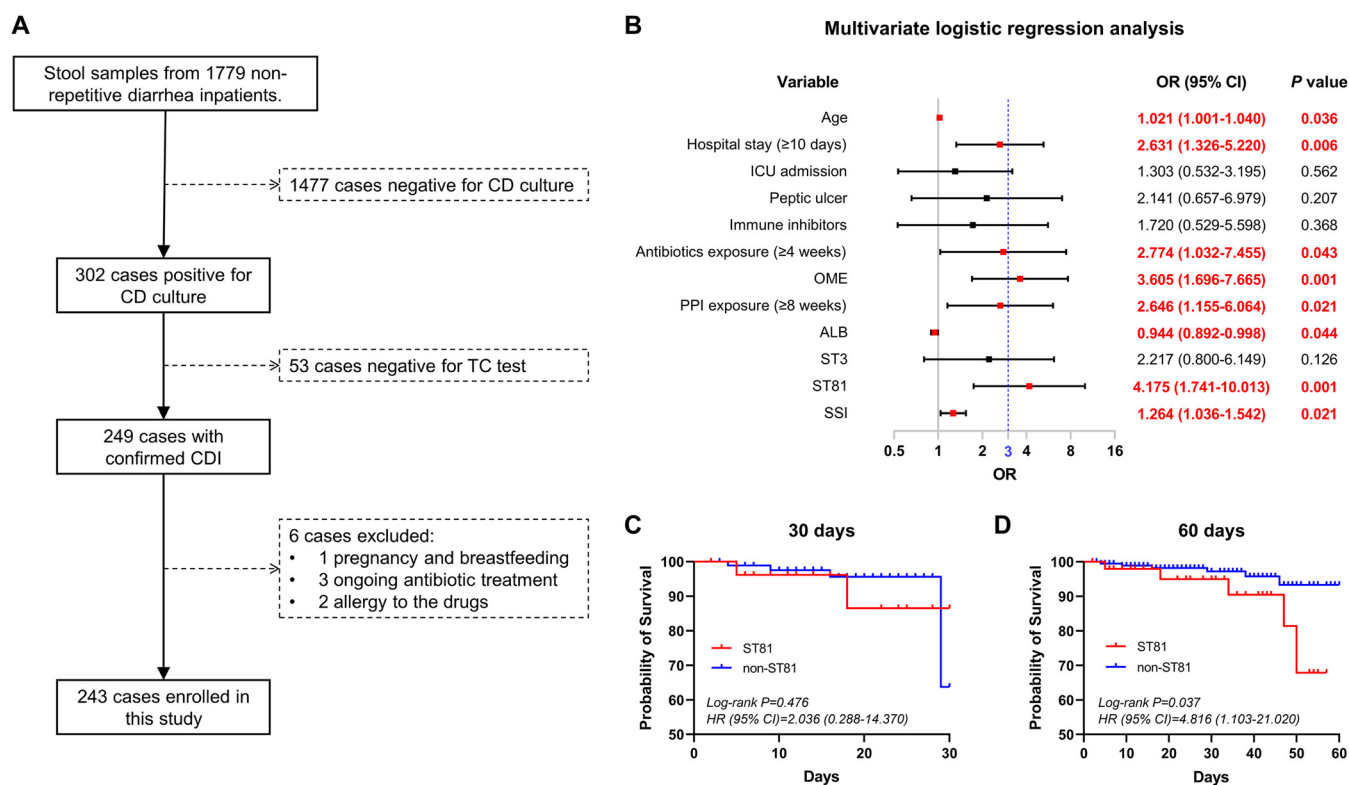 A
Stool samples from 1779 non-
repetitive diarrhea inpatients.
1477 cases negative for CD culture
302 cases positive for
CD culture
53 cases negative for TC test
249 cases with
confirmed CDI
6 cases excluded:
• 1 pregnancy and breastfeeding
• 3 ongoing antibiotic treatment
• 2 allergy to the drugs
243 cases enrolled in
this study
B
Multivariate logistic regression analysis
Variable OR (95% CI) P value
Age 1.021 (1.001-1.040) 0.036
Hospital stay (≥10 days) 2.631 (1.326-5.220) 0.006
ICU admission 1.303 (0.532-3.195) 0.562
Peptic ulcer 2.141 (0.657-6.979) 0.207
Immune inhibitors 1.720 (0.529-5.598) 0.368
Antibiotics exposure (≥4 weeks) 2.774 (1.032-7.455) 0.043
OME 3.605 (1.696-7.665) 0.001
PPI exposure (≥8 weeks) 2.646 (1.155-6.064) 0.021
ALB 0.944 (0.892-0.998) 0.044
ST3 2.217 (0.800-6.149) 0.126
ST81 4.175 (1.741-10.013) 0.001
SSI 1.264 (1.036-1.542) 0.021
0.5 1 2 3 4 8 16
OR
C
30 days
Probability of Survival
100
90
80
70
60
50
ST81
non-ST81
Log-rank P=0.476
HR (95% CI)=2.036 (0.288-14.370)
0 10 20 30
Days
D
60 days
Probability of Survival
100
90
80
70
60
50
ST81
non-ST81
Log-rank P=0.037
HR (95% CI)=4.816 (1.103-21.020)
0 10 20 30 40 50 60
Days